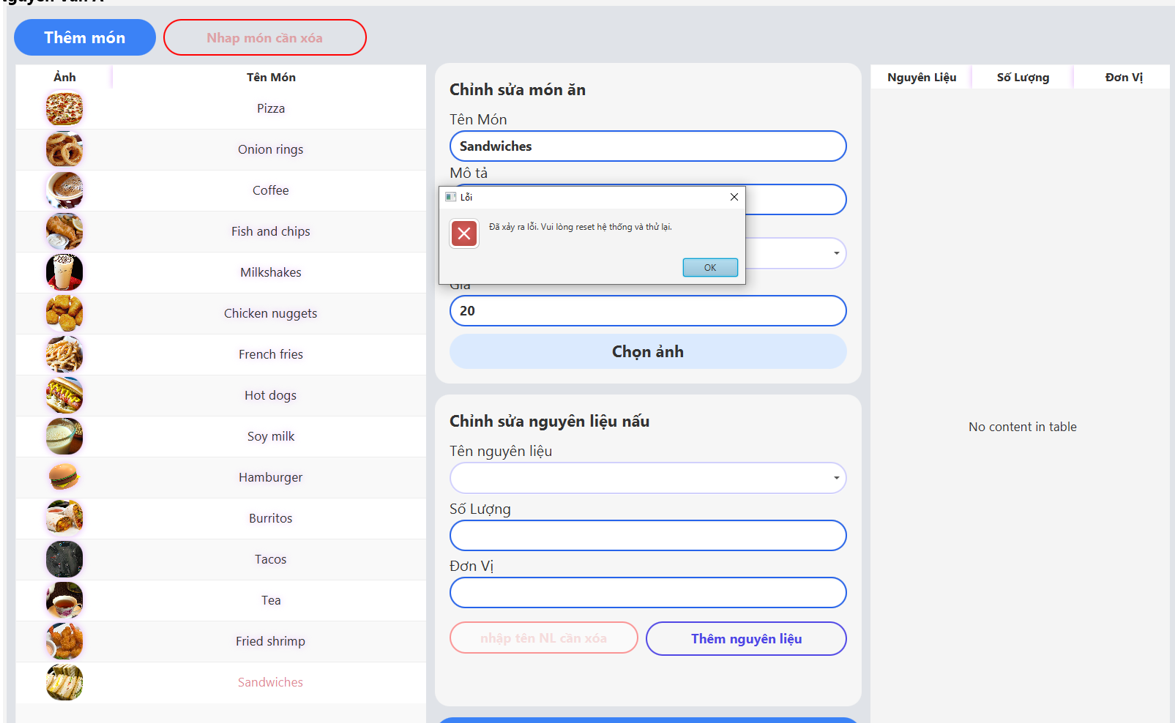 Nguyễn Văn A
Thêm món
Nhap món cần xóa
Ảnh
Tên Món
Pizza
Onion rings
Coffee
Fish and chips
Milkshakes
Chicken nuggets
French fries
Hot dogs
Soy milk
Hamburger
Burritos
Tacos
Tea
Fried shrimp
Sandwiches
Chỉnh sửa món ăn
Tên Món
Sandwiches
Mô tả
Lỗi
Đã xảy ra lỗi. Vui lòng reset hệ thống và thử lại.
OK
Giá
20
Chọn ảnh
Chỉnh sửa nguyên liệu nấu
Tên nguyên liệu
Số Lượng
Đơn Vị
nhập tên NL cần xóa
Thêm nguyên liệu
Nguyên Liệu
Số Lượng
Đơn Vị
No content in table